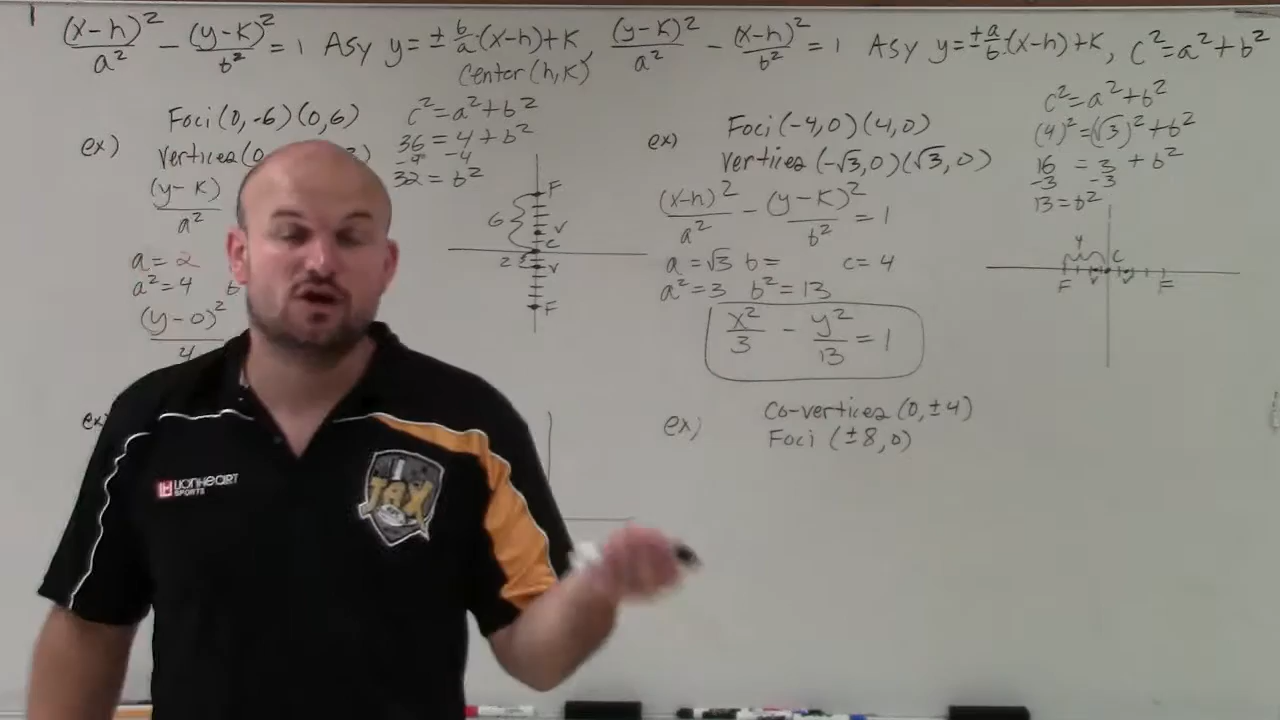 (x-h)²/a² - (y-k)²/b² = 1 Asy y = ± b/a (x-h)+k, (y-k)²/a² - (x-h)²/b² = 1 Asy y = ± a/b (x-h)+k, c² = a² + b²
Center (h,k)
Foci (0,-6) (0,6)
ex)
Vertices (0,
(y-k)
a²
a = 2
a² = 4 b
(y-0)²
4
c² = a² + b²
36 = 4 + b²
-4 -4
32 = b²
F
6
V
C
2
V
F
ex)
Foci (-4,0) (4,0)
Vertices (-√3,0) (√3,0)
(x-h)²/a² - (y-k)²/b² = 1
a = √3 b = c = 4
a² = 3 b² = 13
x²/3 - y²/13 = 1
c² = a² + b²
(4)² = (√3)² + b²
16 = 3 + b²
-3 -3
13 = b²
C
F V V F
ex)
ex) Co-vertices (0,±4)
Foci (±8,0)
LIONHEART
SPORTS
JAX